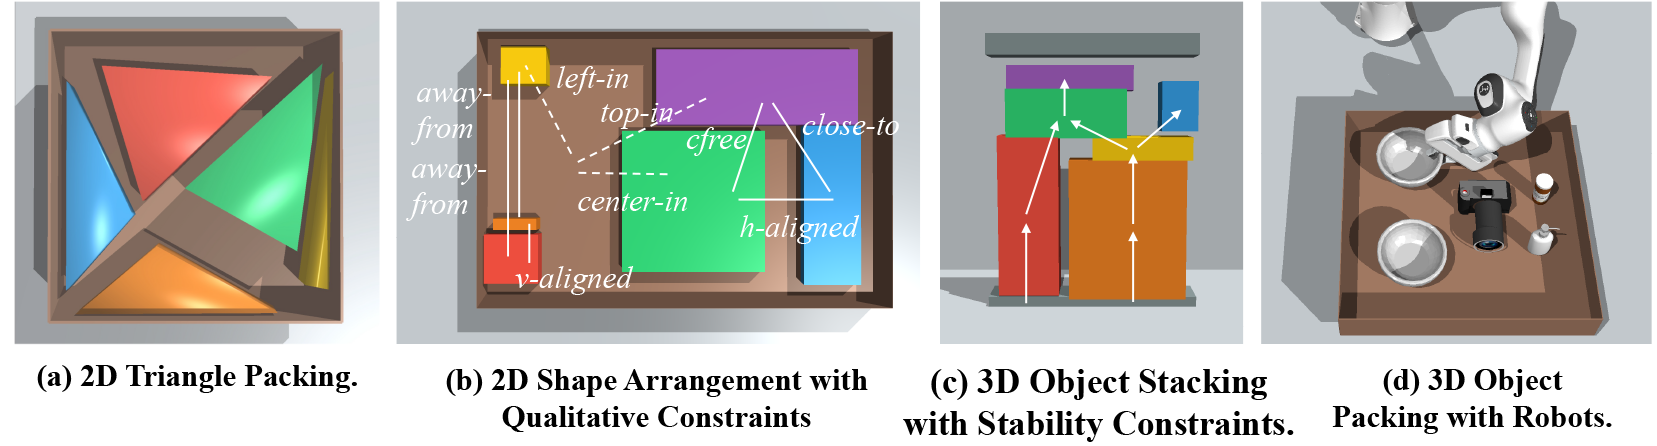 away-
from
away-
from
left-in
top-in
cfree
close-to
center-in
h-aligned
v-aligned
(a) 2D Triangle Packing.
(b) 2D Shape Arrangement with
Qualitative Constraints
(c) 3D Object Stacking
with Stability Constraints.
(d) 3D Object
Packing with Robots.